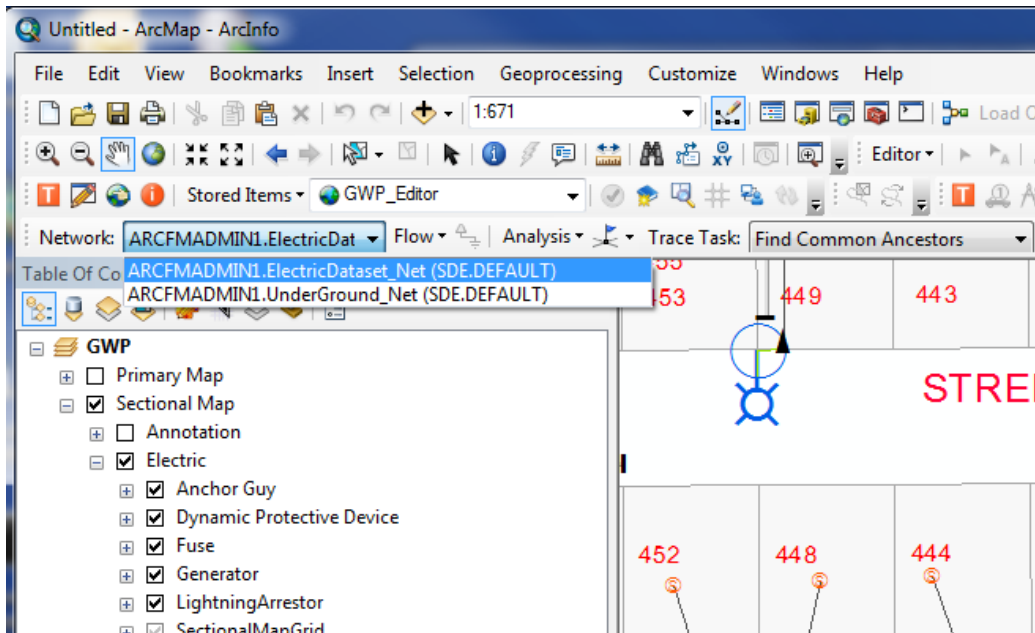 Untitled - ArcMap - ArcInfo
File Edit View Bookmarks Insert Selection Geoprocessing Customize Windows Help
1:671 Load
XY Editor
T Stored Items GWP_Editor T
Network: ARCFMADMIN1.ElectricDat Flow Analysis Trace Task: Find Common Ancestors
ARCFMADMIN1.ElectricDataset_Net (SDE.DEFAULT)
ARCFMADMIN1.UnderGround_Net (SDE.DEFAULT)
Table Of Co
453 449 443
GWP
Primary Map
Sectional Map
STRE
Annotation
Electric
Anchor Guy
Dynamic Protective Device
Fuse
Generator
LightningArrestor
SectionalMapGrid
452 448 444
S S S